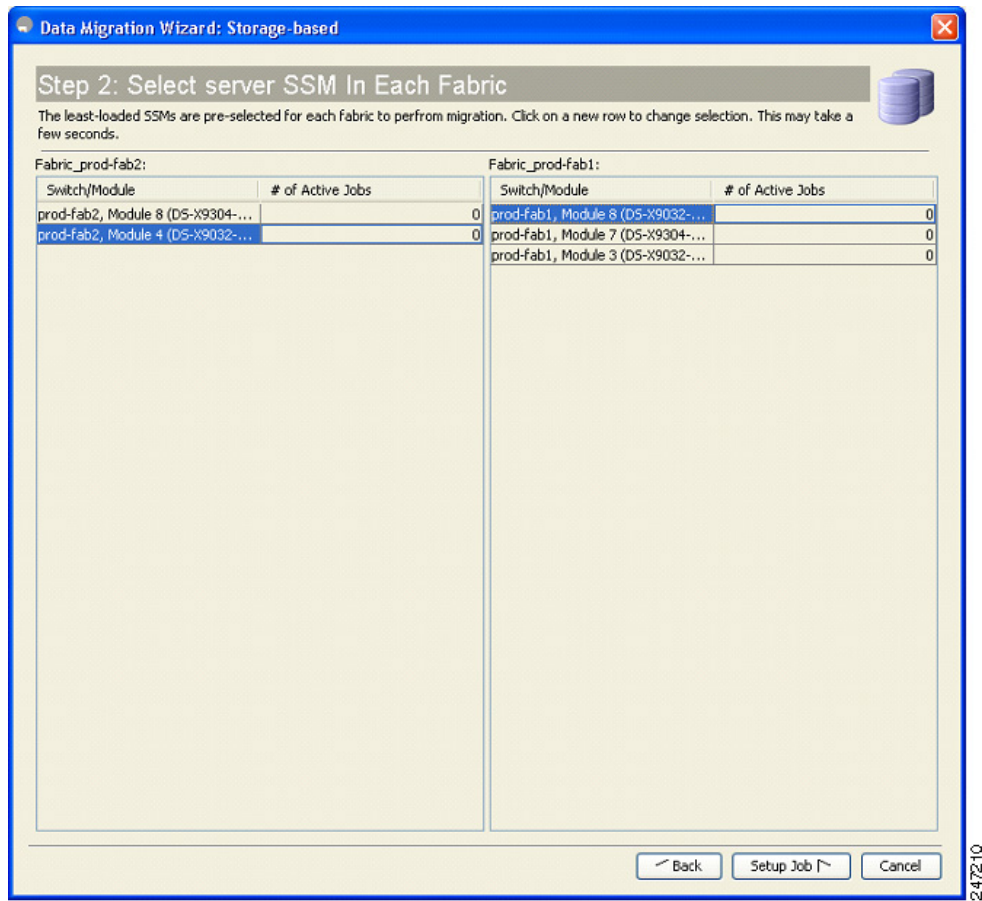 Data Migration Wizard: Storage-based
Step 2: Select server SSM In Each Fabric
The least-loaded SSMs are pre-selected for each fabric to perfrom migration. Click on a new row to change selection. This may take a
few seconds.
Fabric_prod-fab2:
Switch/Module # of Active Jobs
prod-fab2, Module 8 (DS-X9304-... 0
prod-fab2, Module 4 (DS-X9032-... 0
Fabric_prod-fab1:
Switch/Module # of Active Jobs
prod-fab1, Module 8 (DS-X9032-... 0
prod-fab1, Module 7 (DS-X9304-... 0
prod-fab1, Module 3 (DS-X9032-... 0
Back Setup Job Cancel
247210